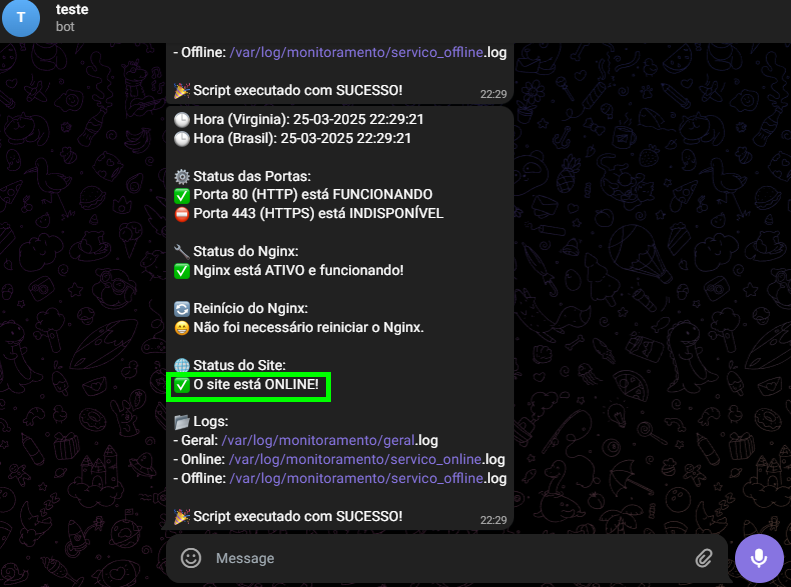 T
teste
bot
- Offline: /var/log/monitoramento/servico_offline.log
🎉 Script executado com SUCESSO!
22:29
🕒 Hora (Virginia): 25-03-2025 22:29:21
🕒 Hora (Brasil): 25-03-2025 22:29:21
⚙️ Status das Portas:
✅ Porta 80 (HTTP) está FUNCIONANDO
⛔ Porta 443 (HTTPS) está INDISPONÍVEL
🔧 Status do Nginx:
✅ Nginx está ATIVO e funcionando!
🔄 Reinício do Nginx:
😁 Não foi necessário reiniciar o Nginx.
🌐 Status do Site:
✅ O site está ONLINE!
📂 Logs:
- Geral: /var/log/monitoramento/geral.log
- Online: /var/log/monitoramento/servico_online.log
- Offline: /var/log/monitoramento/servico_offline.log
🎉 Script executado com SUCESSO!
22:29
Message